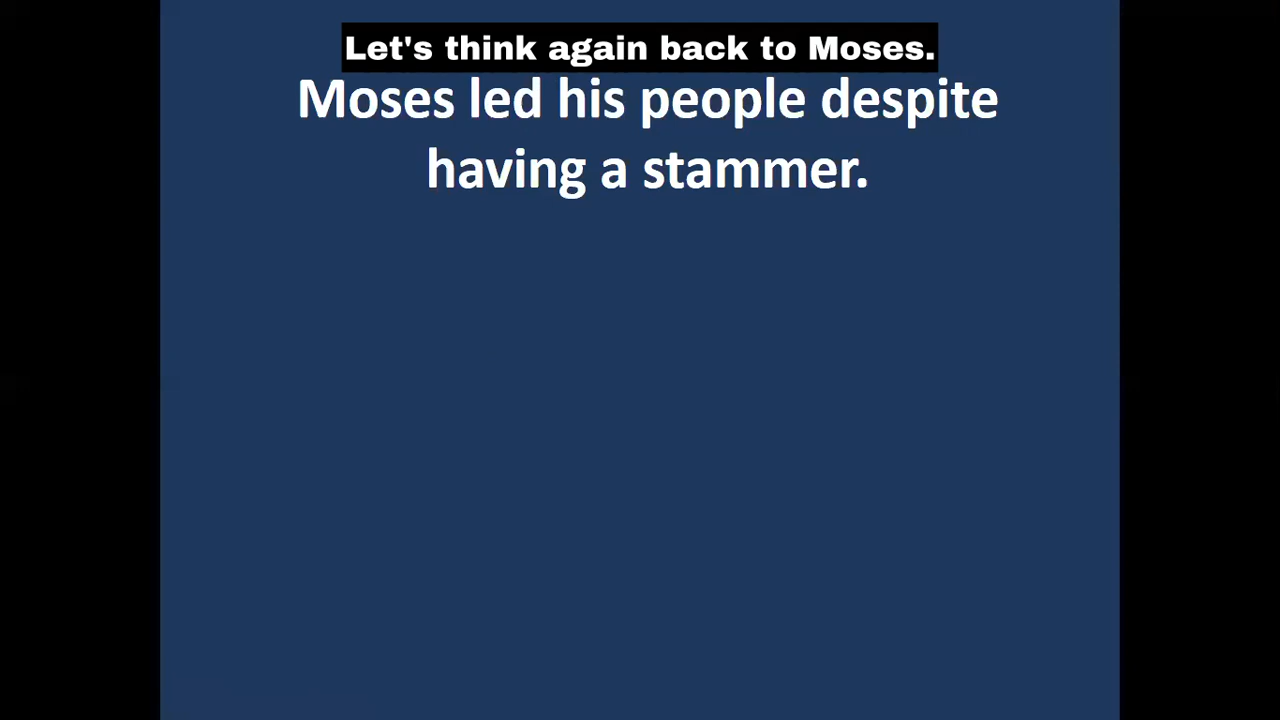 Let's think again back to Moses.
Moses led his people despite
having a stammer.